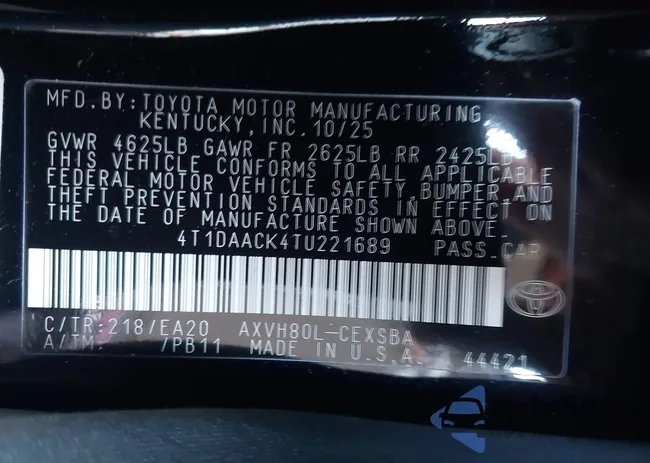 MFD. BY: TOYOTA MOTOR MANUFACTURING
KENTUCKY, INC. 10/25
GVWR 4625LB GAWR FR 2625LB RR 2425LB
THIS VEHICLE CONFORMS TO ALL APPLICABLE
FEDERAL MOTOR VEHICLE SAFETY, BUMPER AND
THEFT PREVENTION STANDARDS IN EFFECT ON
THE DATE OF MANUFACTURE SHOWN ABOVE.
4T1DAACK4TU221689 PASS. CAR
C/TR: 218/EA20 AXVH80L-CEXSBA
A/TM: /PB11 MADE IN U.S.A. 44421